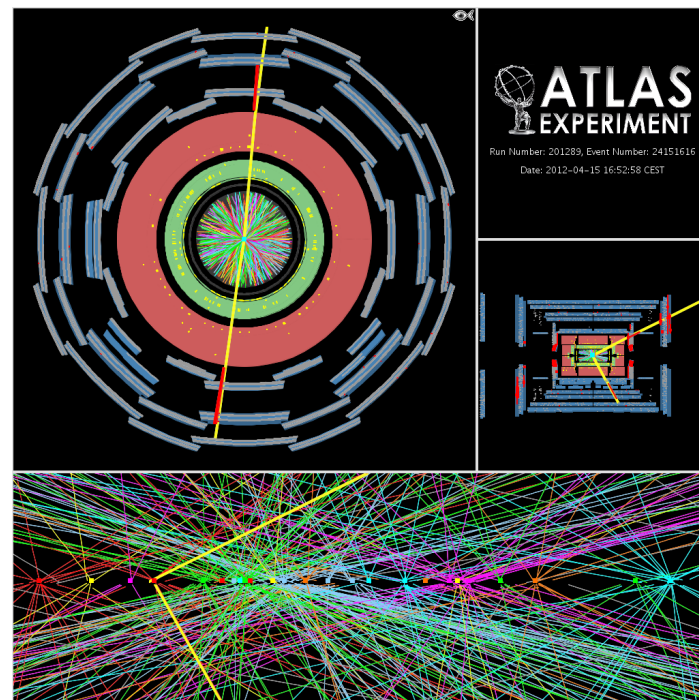 ATLAS
EXPERIMENT
Run Number: 201289, Event Number: 24151616
Date: 2012-04-15 16:52:58 CEST